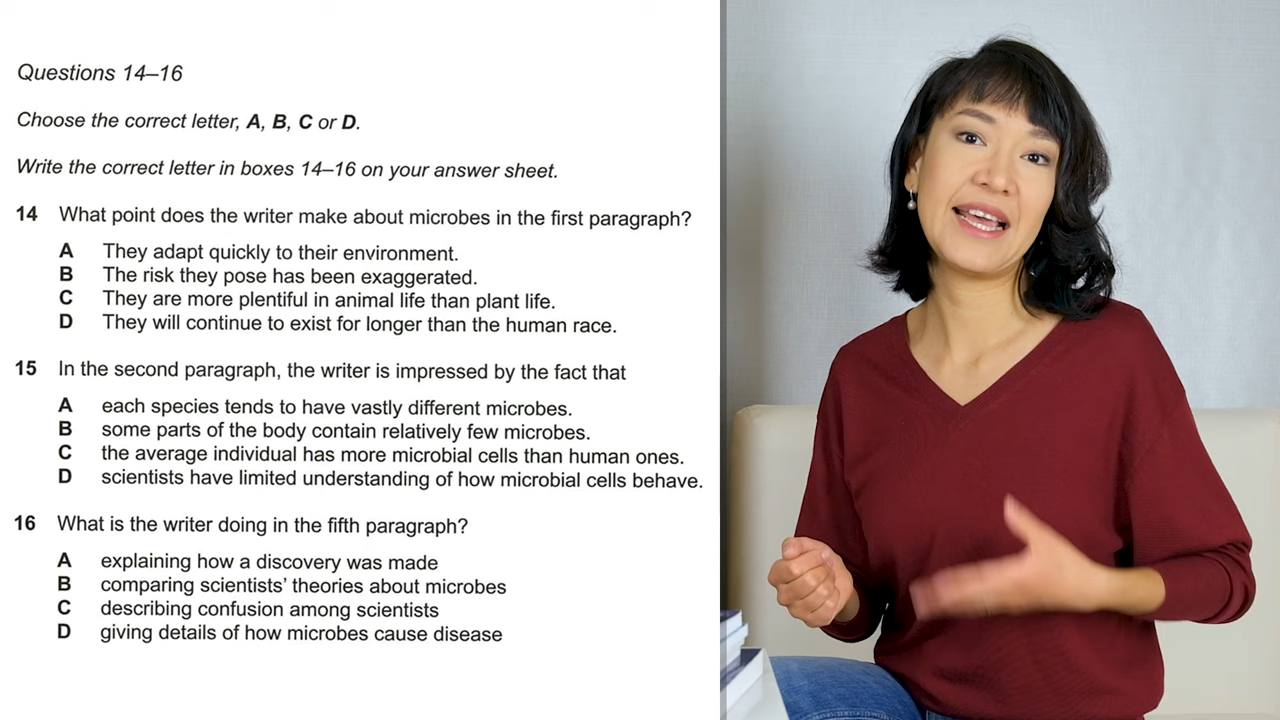 Questions 14–16
Choose the correct letter, A, B, C or D.
Write the correct letter in boxes 14–16 on your answer sheet.
14 What point does the writer make about microbes in the first paragraph?
A They adapt quickly to their environment.
B The risk they pose has been exaggerated.
C They are more plentiful in animal life than plant life.
D They will continue to exist for longer than the human race.
15 In the second paragraph, the writer is impressed by the fact that
A each species tends to have vastly different microbes.
B some parts of the body contain relatively few microbes.
C the average individual has more microbial cells than human ones.
D scientists have limited understanding of how microbial cells behave.
16 What is the writer doing in the fifth paragraph?
A explaining how a discovery was made
B comparing scientists’ theories about microbes
C describing confusion among scientists
D giving details of how microbes cause disease